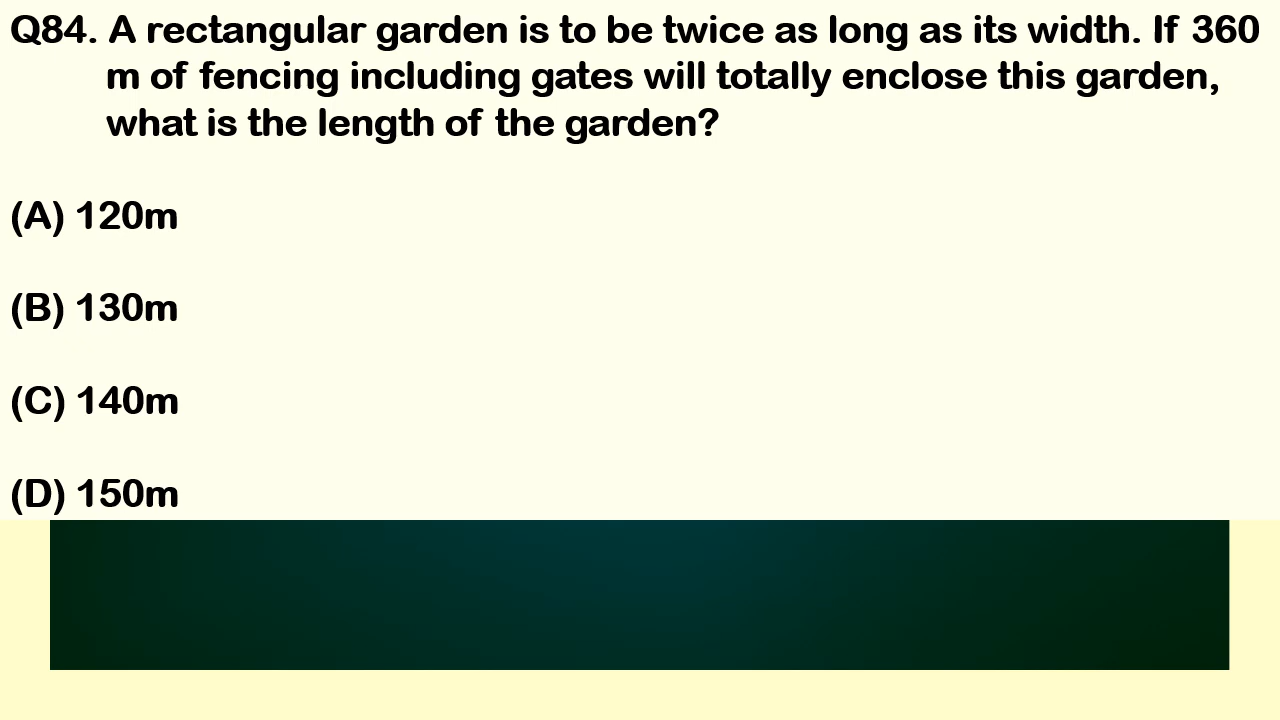 Q84. A rectangular garden is to be twice as long as its width. If 360
m of fencing including gates will totally enclose this garden,
what is the length of the garden?
(A) 120m
(B) 130m
(C) 140m
(D) 150m